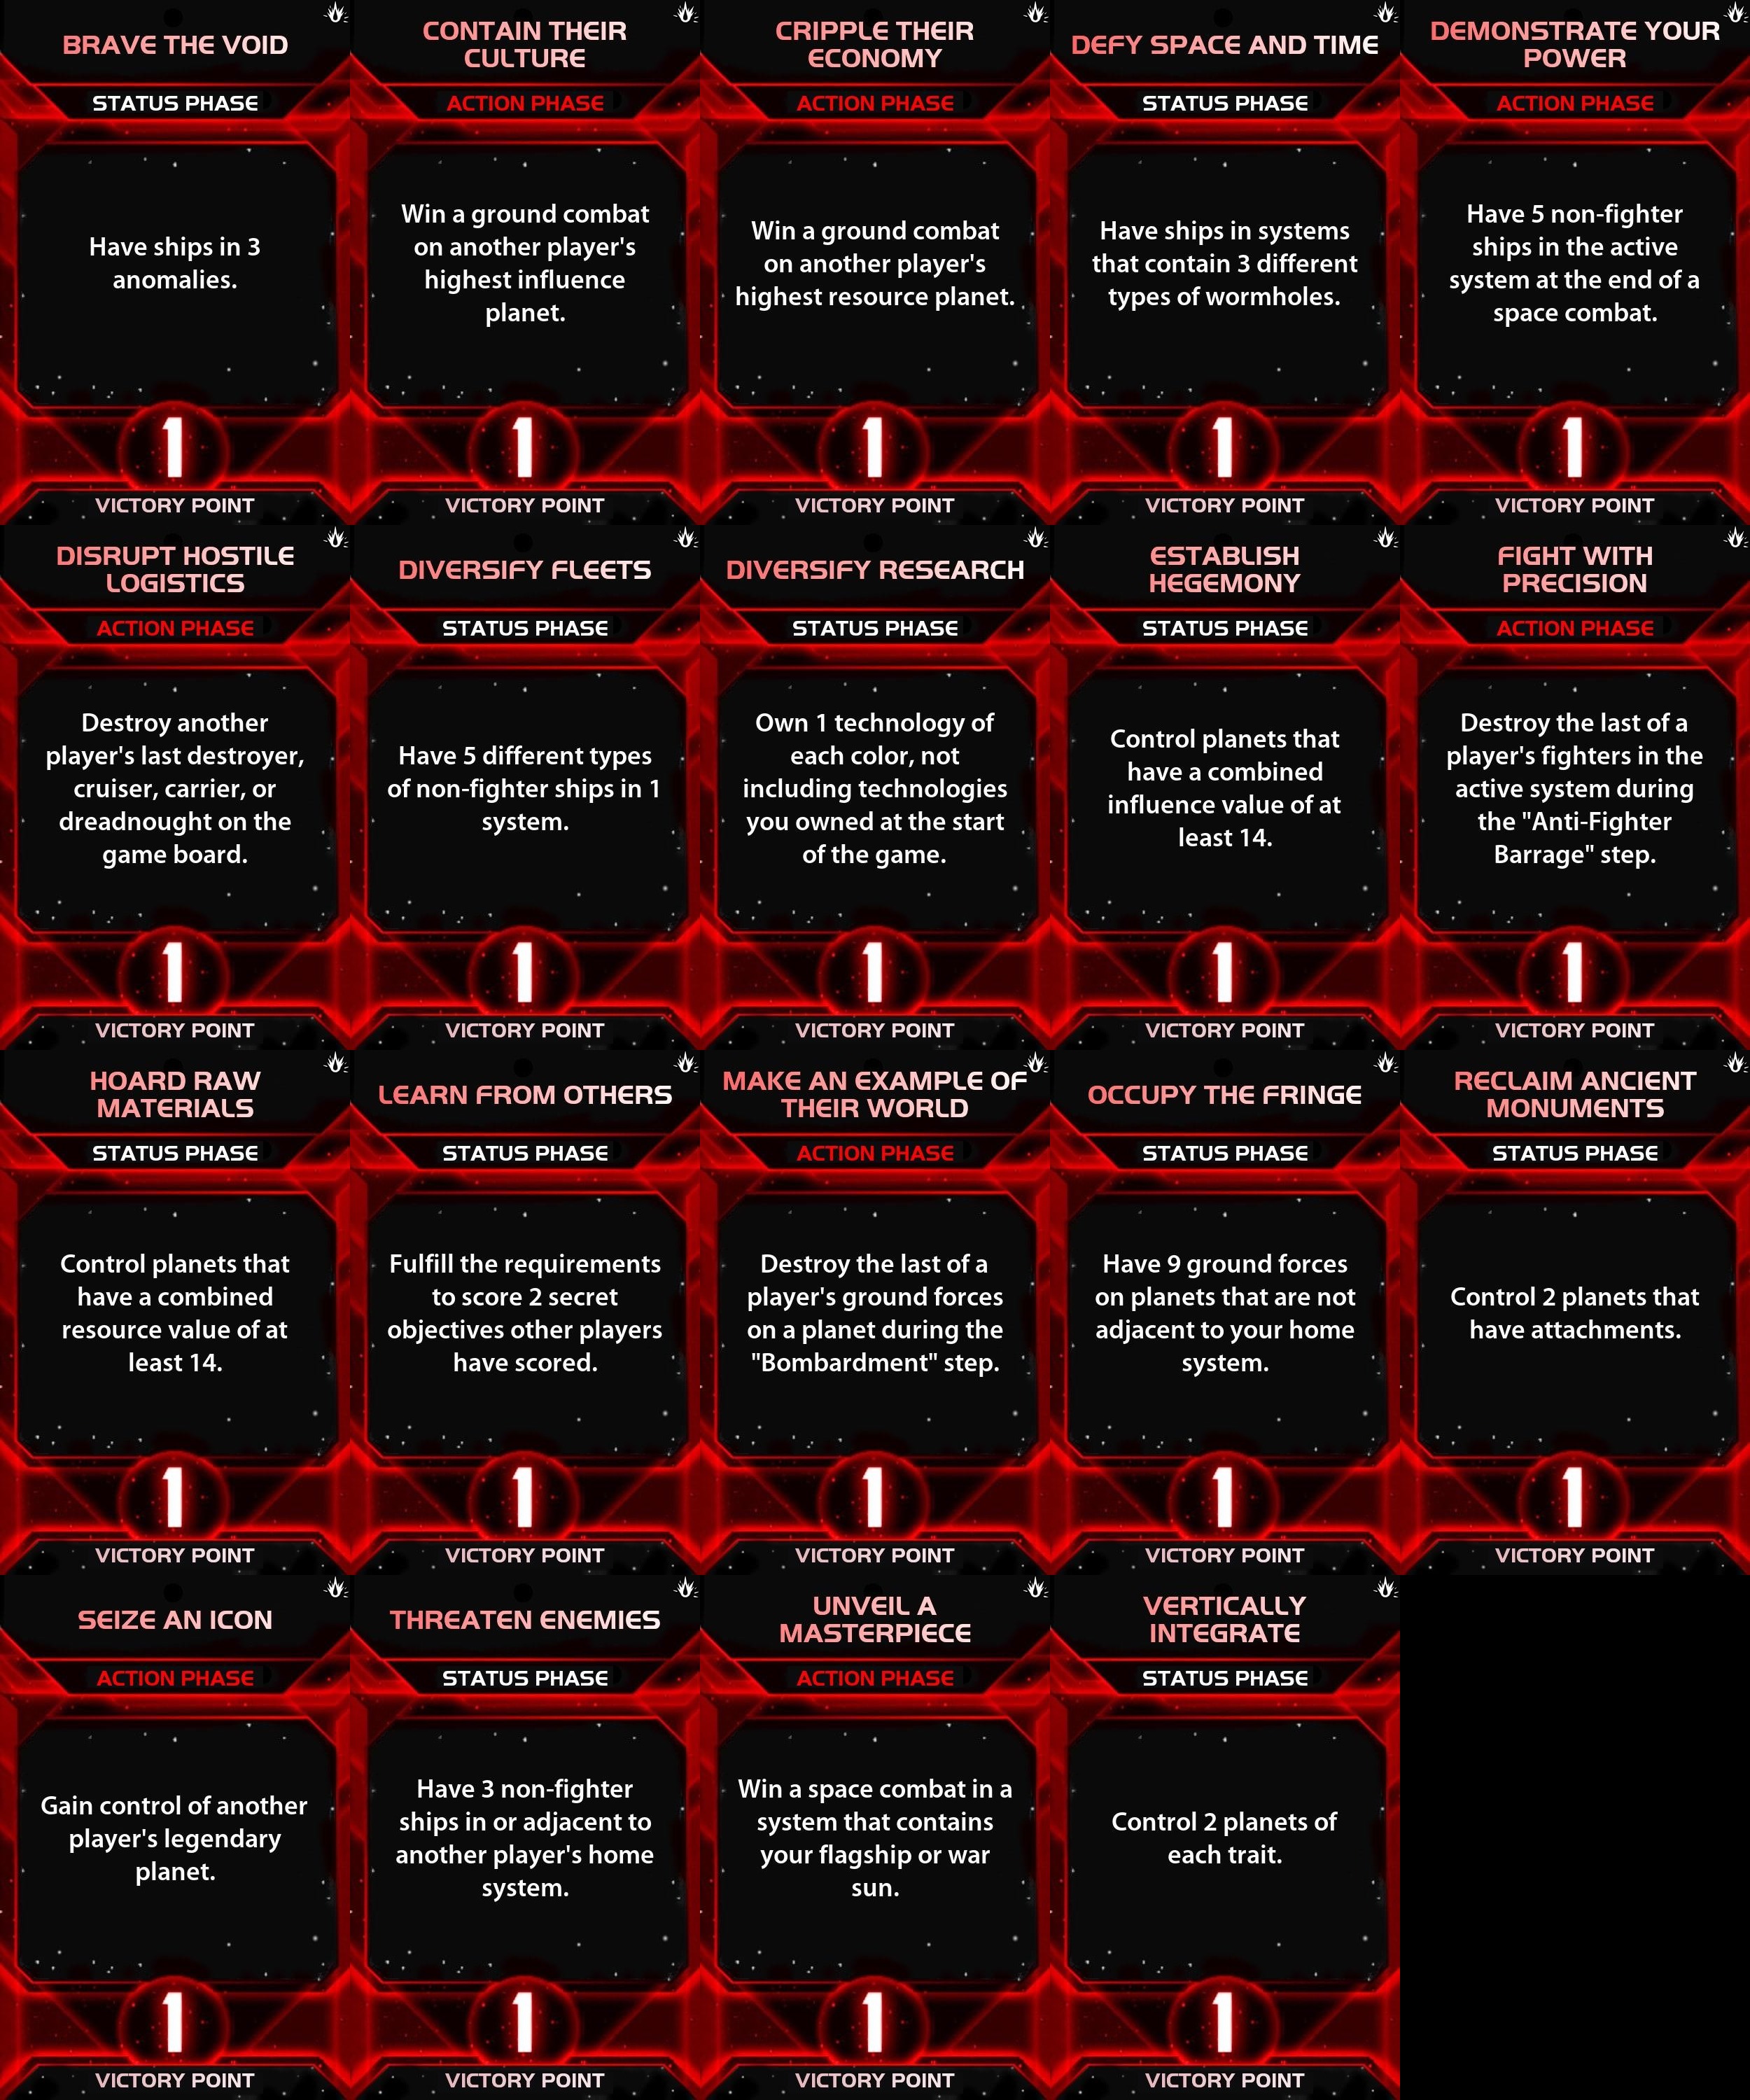 BRAVE THE VOID
STATUS PHASE
Have ships in 3
anomalies.
1
VICTORY POINT
CONTAIN THEIR
CULTURE
ACTION PHASE
Win a ground combat
on another player's
highest influence
planet.
1
VICTORY POINT
CRIPPLE THEIR
ECONOMY
ACTION PHASE
Win a ground combat
on another player's
highest resource planet.
1
VICTORY POINT
DEFY SPACE AND TIME
STATUS PHASE
Have ships in systems
that contain 3 different
types of wormholes.
1
VICTORY POINT
DEMONSTRATE YOUR
POWER
ACTION PHASE
Have 5 non-fighter
ships in the active
system at the end of a
space combat.
1
VICTORY POINT
DISRUPT HOSTILE
LOGISTICS
ACTION PHASE
Destroy another
player's last destroyer,
cruiser, carrier, or
dreadnought on the
game board.
1
VICTORY POINT
DIVERSIFY FLEETS
STATUS PHASE
Have 5 different types
of non-fighter ships in 1
system.
1
VICTORY POINT
DIVERSIFY RESEARCH
STATUS PHASE
Own 1 technology of
each color, not
including technologies
you owned at the start
of the game.
1
VICTORY POINT
ESTABLISH
HEGEMONY
STATUS PHASE
Control planets that
have a combined
influence value of at
least 14.
1
VICTORY POINT
FIGHT WITH
PRECISION
ACTION PHASE
Destroy the last of a
player's fighters in the
active system during
the "Anti-Fighter
Barrage" step.
1
VICTORY POINT
HOARD RAW
MATERIALS
STATUS PHASE
Control planets that
have a combined
resource value of at
least 14.
1
VICTORY POINT
LEARN FROM OTHERS
STATUS PHASE
Fulfill the requirements
to score 2 secret
objectives other players
have scored.
1
VICTORY POINT
MAKE AN EXAMPLE OF
THEIR WORLD
ACTION PHASE
Destroy the last of a
player's ground forces
on a planet during the
"Bombardment" step.
1
VICTORY POINT
OCCUPY THE FRINGE
STATUS PHASE
Have 9 ground forces
on planets that are not
adjacent to your home
system.
1
VICTORY POINT
RECLAIM ANCIENT
MONUMENTS
STATUS PHASE
Control 2 planets that
have attachments.
1
VICTORY POINT
SEIZE AN ICON
ACTION PHASE
Gain control of another
player's legendary
planet.
1
VICTORY POINT
THREATEN ENEMIES
STATUS PHASE
Have 3 non-fighter
ships in or adjacent to
another player's home
system.
1
VICTORY POINT
UNVEIL A
MASTERPIECE
ACTION PHASE
Win a space combat in a
system that contains
your flagship or war
sun.
1
VICTORY POINT
VERTICALLY
INTEGRATE
STATUS PHASE
Control 2 planets of
each trait.
1
VICTORY POINT